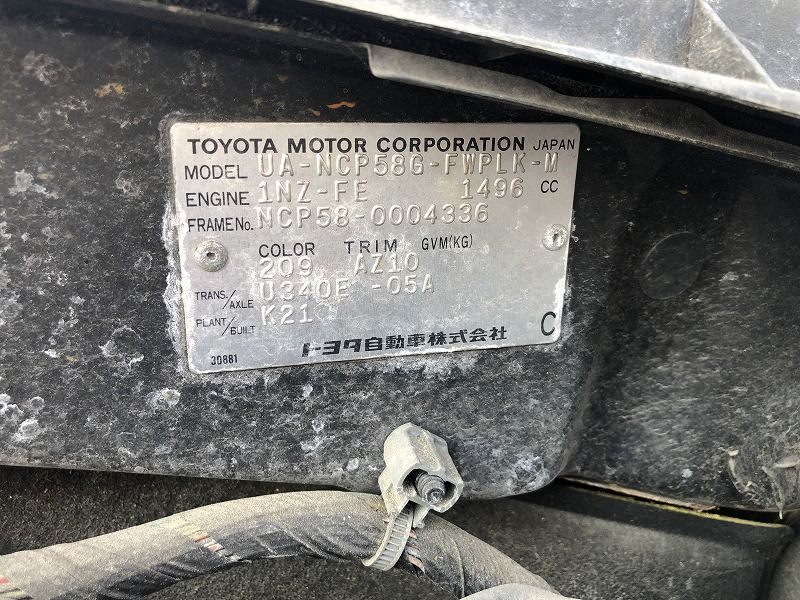 TOYOTA MOTOR CORPORATION JAPAN
MODEL UA-NCP58G-FWPLK-M
ENGINE 1NZ-FE 1496 CC
FRAME No. NCP58-0004336
COLOR TRIM GVM(KG)
209 AZ10
TRANS./AXLE U340E -05A
PLANT/BUILT K21
30881 トヨタ自動車株式会社 C